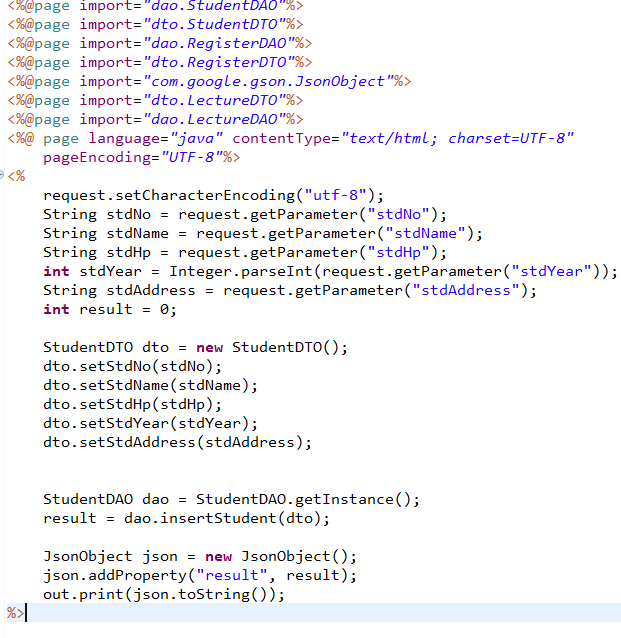 <%@page import="dao.StudentDAO"%>
<%@page import="dto.StudentDTO"%>
<%@page import="dao.RegisterDAO"%>
<%@page import="dto.RegisterDTO"%>
<%@page import="com.google.gson.JsonObject"%>
<%@page import="dto.LectureDTO"%>
<%@page import="dao.LectureDAO"%>
<%@ page language="java" contentType="text/html; charset=UTF-8"
    pageEncoding="UTF-8"%>
<%
    request.setCharacterEncoding("utf-8");
    String stdNo = request.getParameter("stdNo");
    String stdName = request.getParameter("stdName");
    String stdHp = request.getParameter("stdHp");
    int stdYear = Integer.parseInt(request.getParameter("stdYear"));
    String stdAddress = request.getParameter("stdAddress");
    int result = 0;

    StudentDTO dto = new StudentDTO();
    dto.setStdNo(stdNo);
    dto.setStdName(stdName);
    dto.setStdHp(stdHp);
    dto.setStdYear(stdYear);
    dto.setStdAddress(stdAddress);


    StudentDAO dao = StudentDAO.getInstance();
    result = dao.insertStudent(dto);

    JsonObject json = new JsonObject();
    json.addProperty("result", result);
    out.print(json.toString());
%>